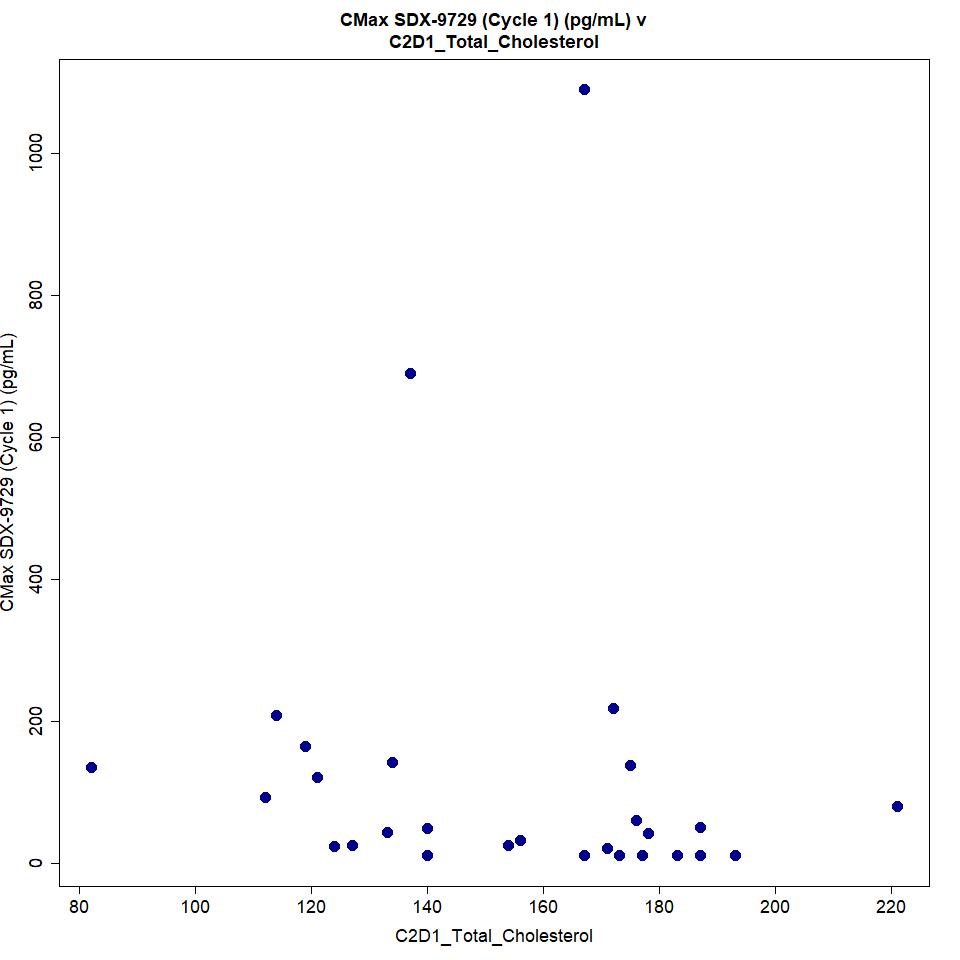 CMax SDX-9729 (Cycle 1) (pg/mL) v
C2D1_Total_Cholesterol
CMax SDX-9729 (Cycle 1) (pg/mL)
1000
800
600
400
200
0
80 100 120 140 160 180 200 220
C2D1_Total_Cholesterol